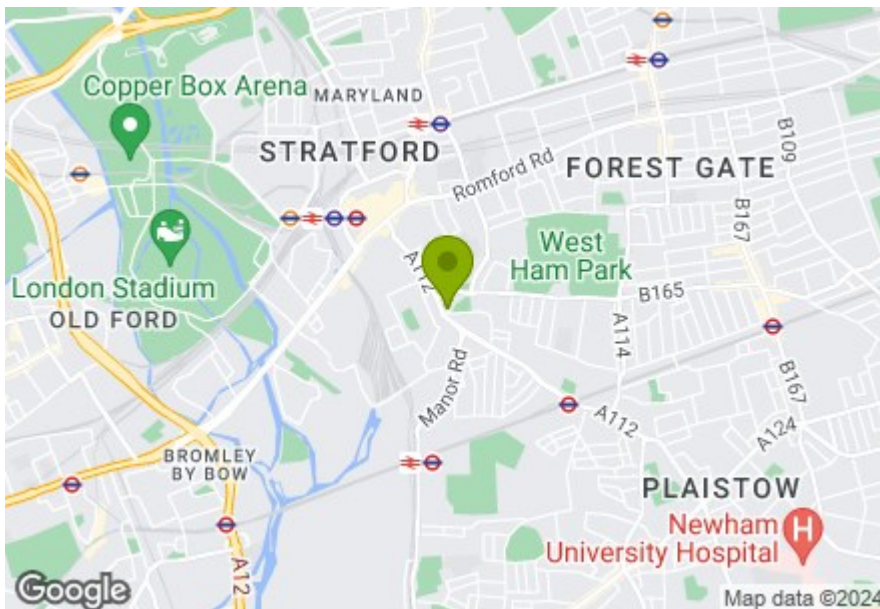 Copper Box Arena
MARYLAND
STRATFORD
Romford Rd
FOREST GATE
B109
B167
A112
West
Ham Park
London Stadium
OLD FORD
B165
A114
Manor Rd
B167
A112
A124
BROMLEY
BY BOW
PLAISTOW
Newham
University Hospital
H
A12
Google
Map data ©2024